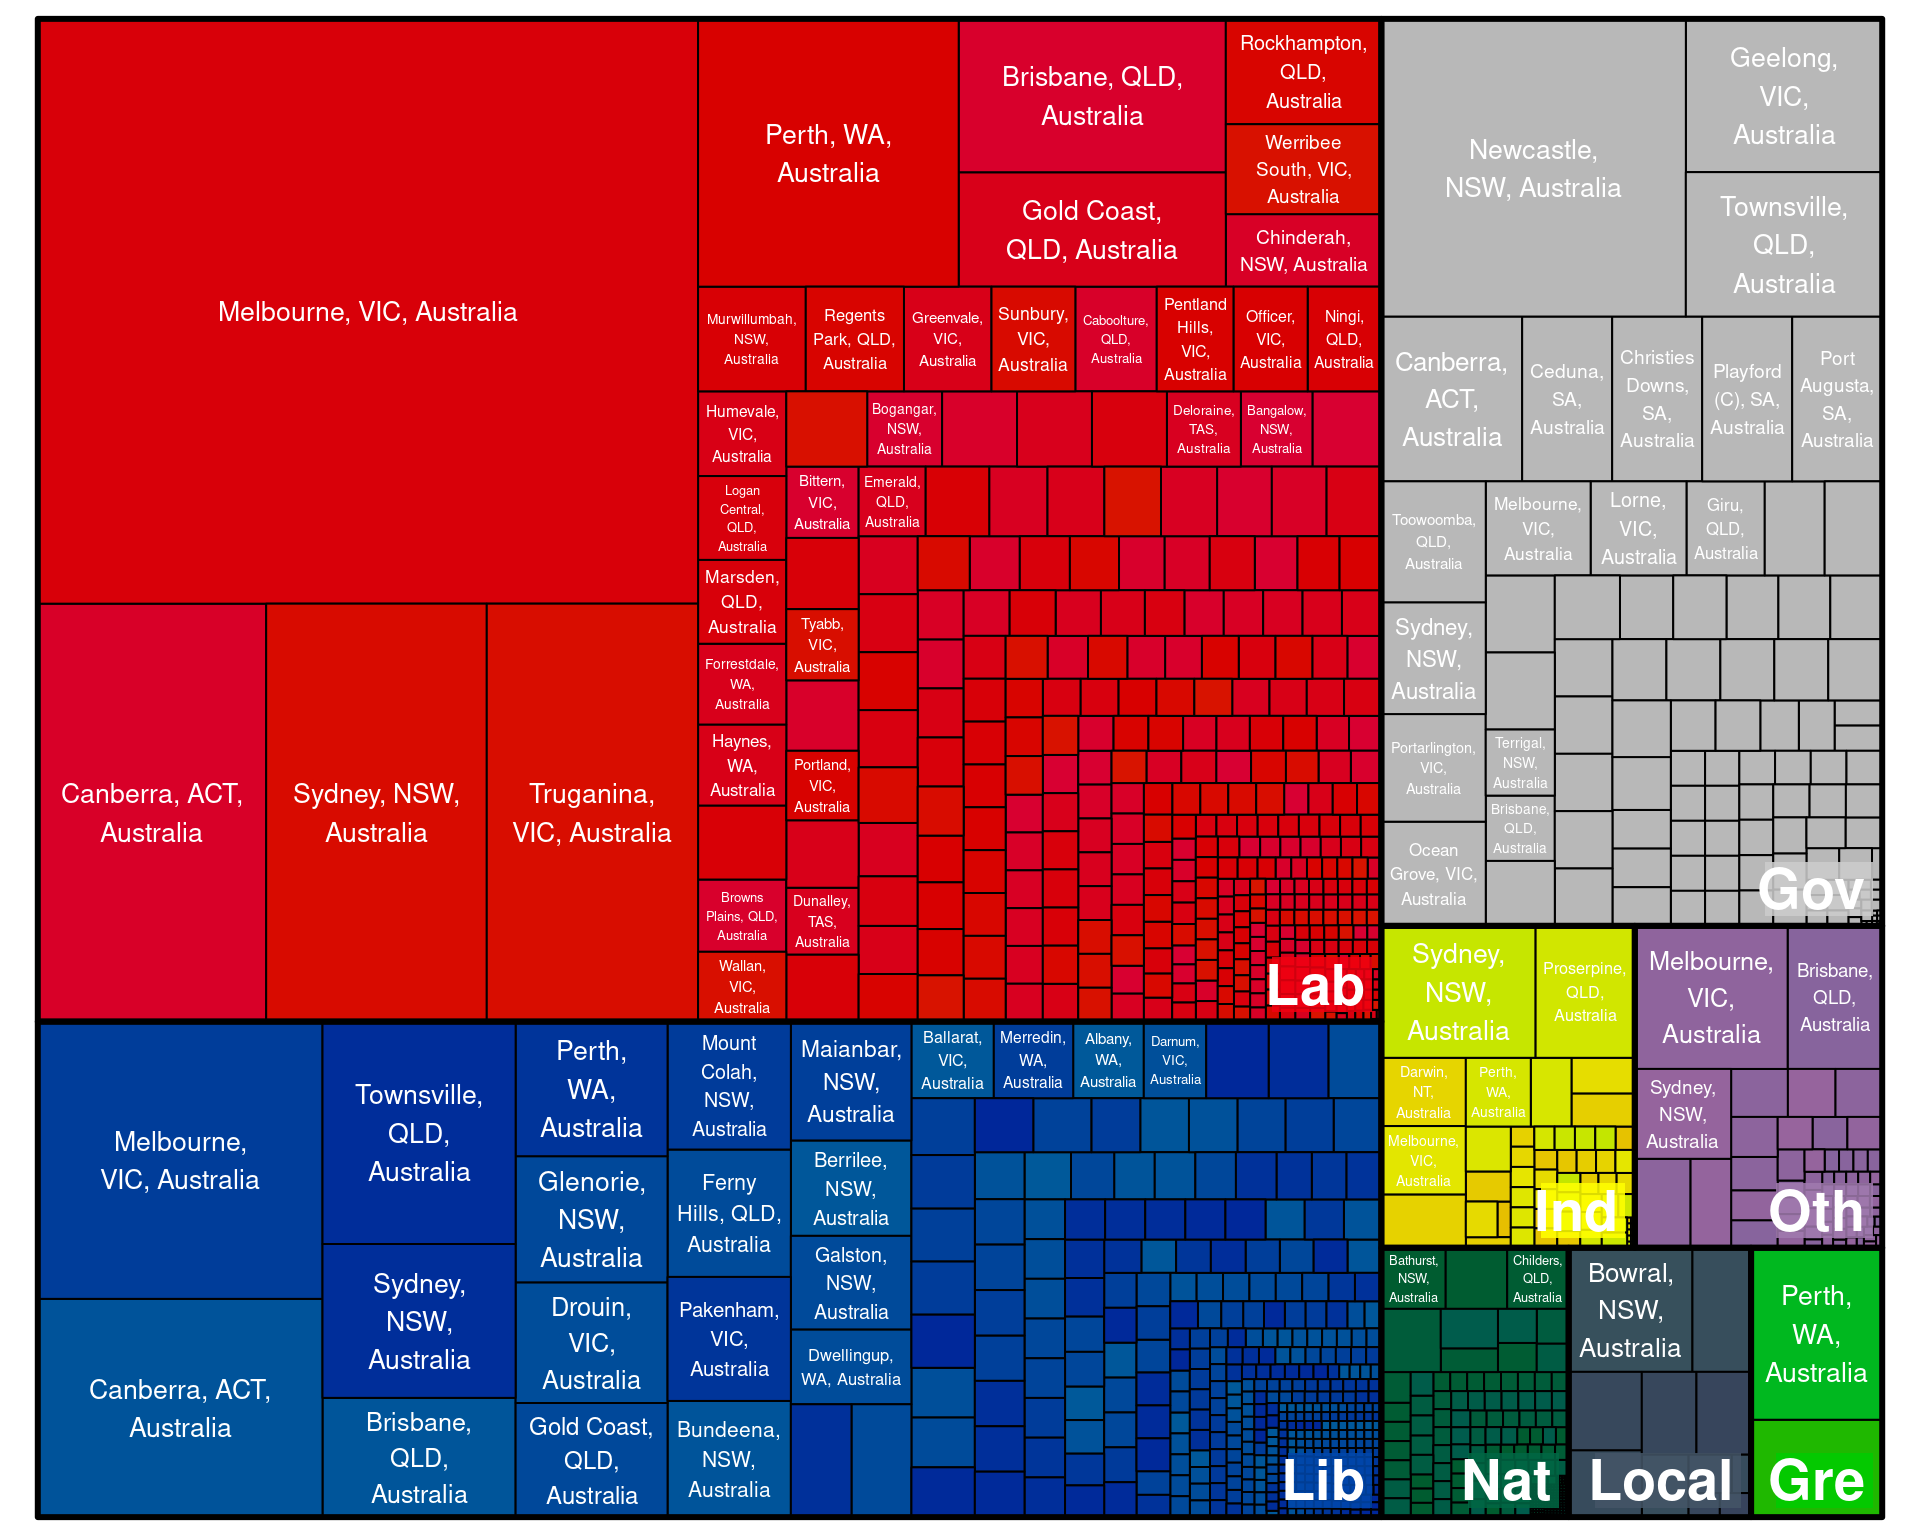 Melbourne, VIC, Australia
Canberra, ACT,
Australia
Sydney, NSW,
Australia
Truganina,
VIC, Australia
Perth, WA,
Australia
Brisbane, QLD,
Australia
Gold Coast,
QLD, Australia
Rockhampton,
QLD,
Australia
Werribee
South, VIC,
Australia
Chinderah,
NSW, Australia
Murwillumbah,
NSW,
Australia
Regents
Park, QLD,
Australia
Greenvale,
VIC,
Australia
Sunbury,
VIC,
Australia
Caboolture,
QLD,
Australia
Pentland
Hills,
VIC,
Australia
Officer,
VIC,
Australia
Ningi,
QLD,
Australia
Humevale,
VIC,
Australia
Bogangar,
NSW,
Australia
Deloraine,
TAS,
Australia
Bangalow,
NSW,
Australia
Logan
Central,
QLD,
Australia
Bittern,
VIC,
Australia
Emerald,
QLD,
Australia
Marsden,
QLD,
Australia
Tyabb,
VIC,
Australia
Forrestdale,
WA,
Australia
Haynes,
WA,
Australia
Portland,
VIC,
Australia
Browns
Plains, QLD,
Australia
Dunalley,
TAS,
Australia
Wallan,
VIC,
Australia
Lab
Newcastle,
NSW, Australia
Geelong,
VIC,
Australia
Townsville,
QLD,
Australia
Canberra,
ACT,
Australia
Ceduna,
SA,
Australia
Christies
Downs,
SA,
Australia
Playford
(C), SA,
Australia
Port
Augusta,
SA,
Australia
Toowoomba,
QLD,
Australia
Melbourne,
VIC,
Australia
Lorne,
VIC,
Australia
Giru,
QLD,
Australia
Sydney,
NSW,
Australia
Portarlington,
VIC,
Australia
Terrigal,
NSW,
Australia
Brisbane,
QLD,
Australia
Ocean
Grove, VIC,
Australia
Gov
Sydney,
NSW,
Australia
Proserpine,
QLD,
Australia
Darwin,
NT,
Australia
Perth,
WA,
Australia
Melbourne,
VIC,
Australia
Ind
Melbourne,
VIC,
Australia
Brisbane,
QLD,
Australia
Sydney,
NSW,
Australia
Oth
Melbourne,
VIC, Australia
Canberra, ACT,
Australia
Townsville,
QLD,
Australia
Sydney,
NSW,
Australia
Brisbane,
QLD,
Australia
Perth,
WA,
Australia
Glenorie,
NSW,
Australia
Drouin,
VIC,
Australia
Gold Coast,
QLD,
Australia
Mount
Colah,
NSW,
Australia
Ferny
Hills, QLD,
Australia
Pakenham,
VIC,
Australia
Bundeena,
NSW,
Australia
Maianbar,
NSW,
Australia
Berrilee,
NSW,
Australia
Galston,
NSW,
Australia
Dwellingup,
WA, Australia
Ballarat,
VIC,
Australia
Merredin,
WA,
Australia
Albany,
WA,
Australia
Darnum,
VIC,
Australia
Lib
Bathurst,
NSW,
Australia
Childers,
QLD,
Australia
Nat
Bowral,
NSW,
Australia
Local
Perth,
WA,
Australia
Gre